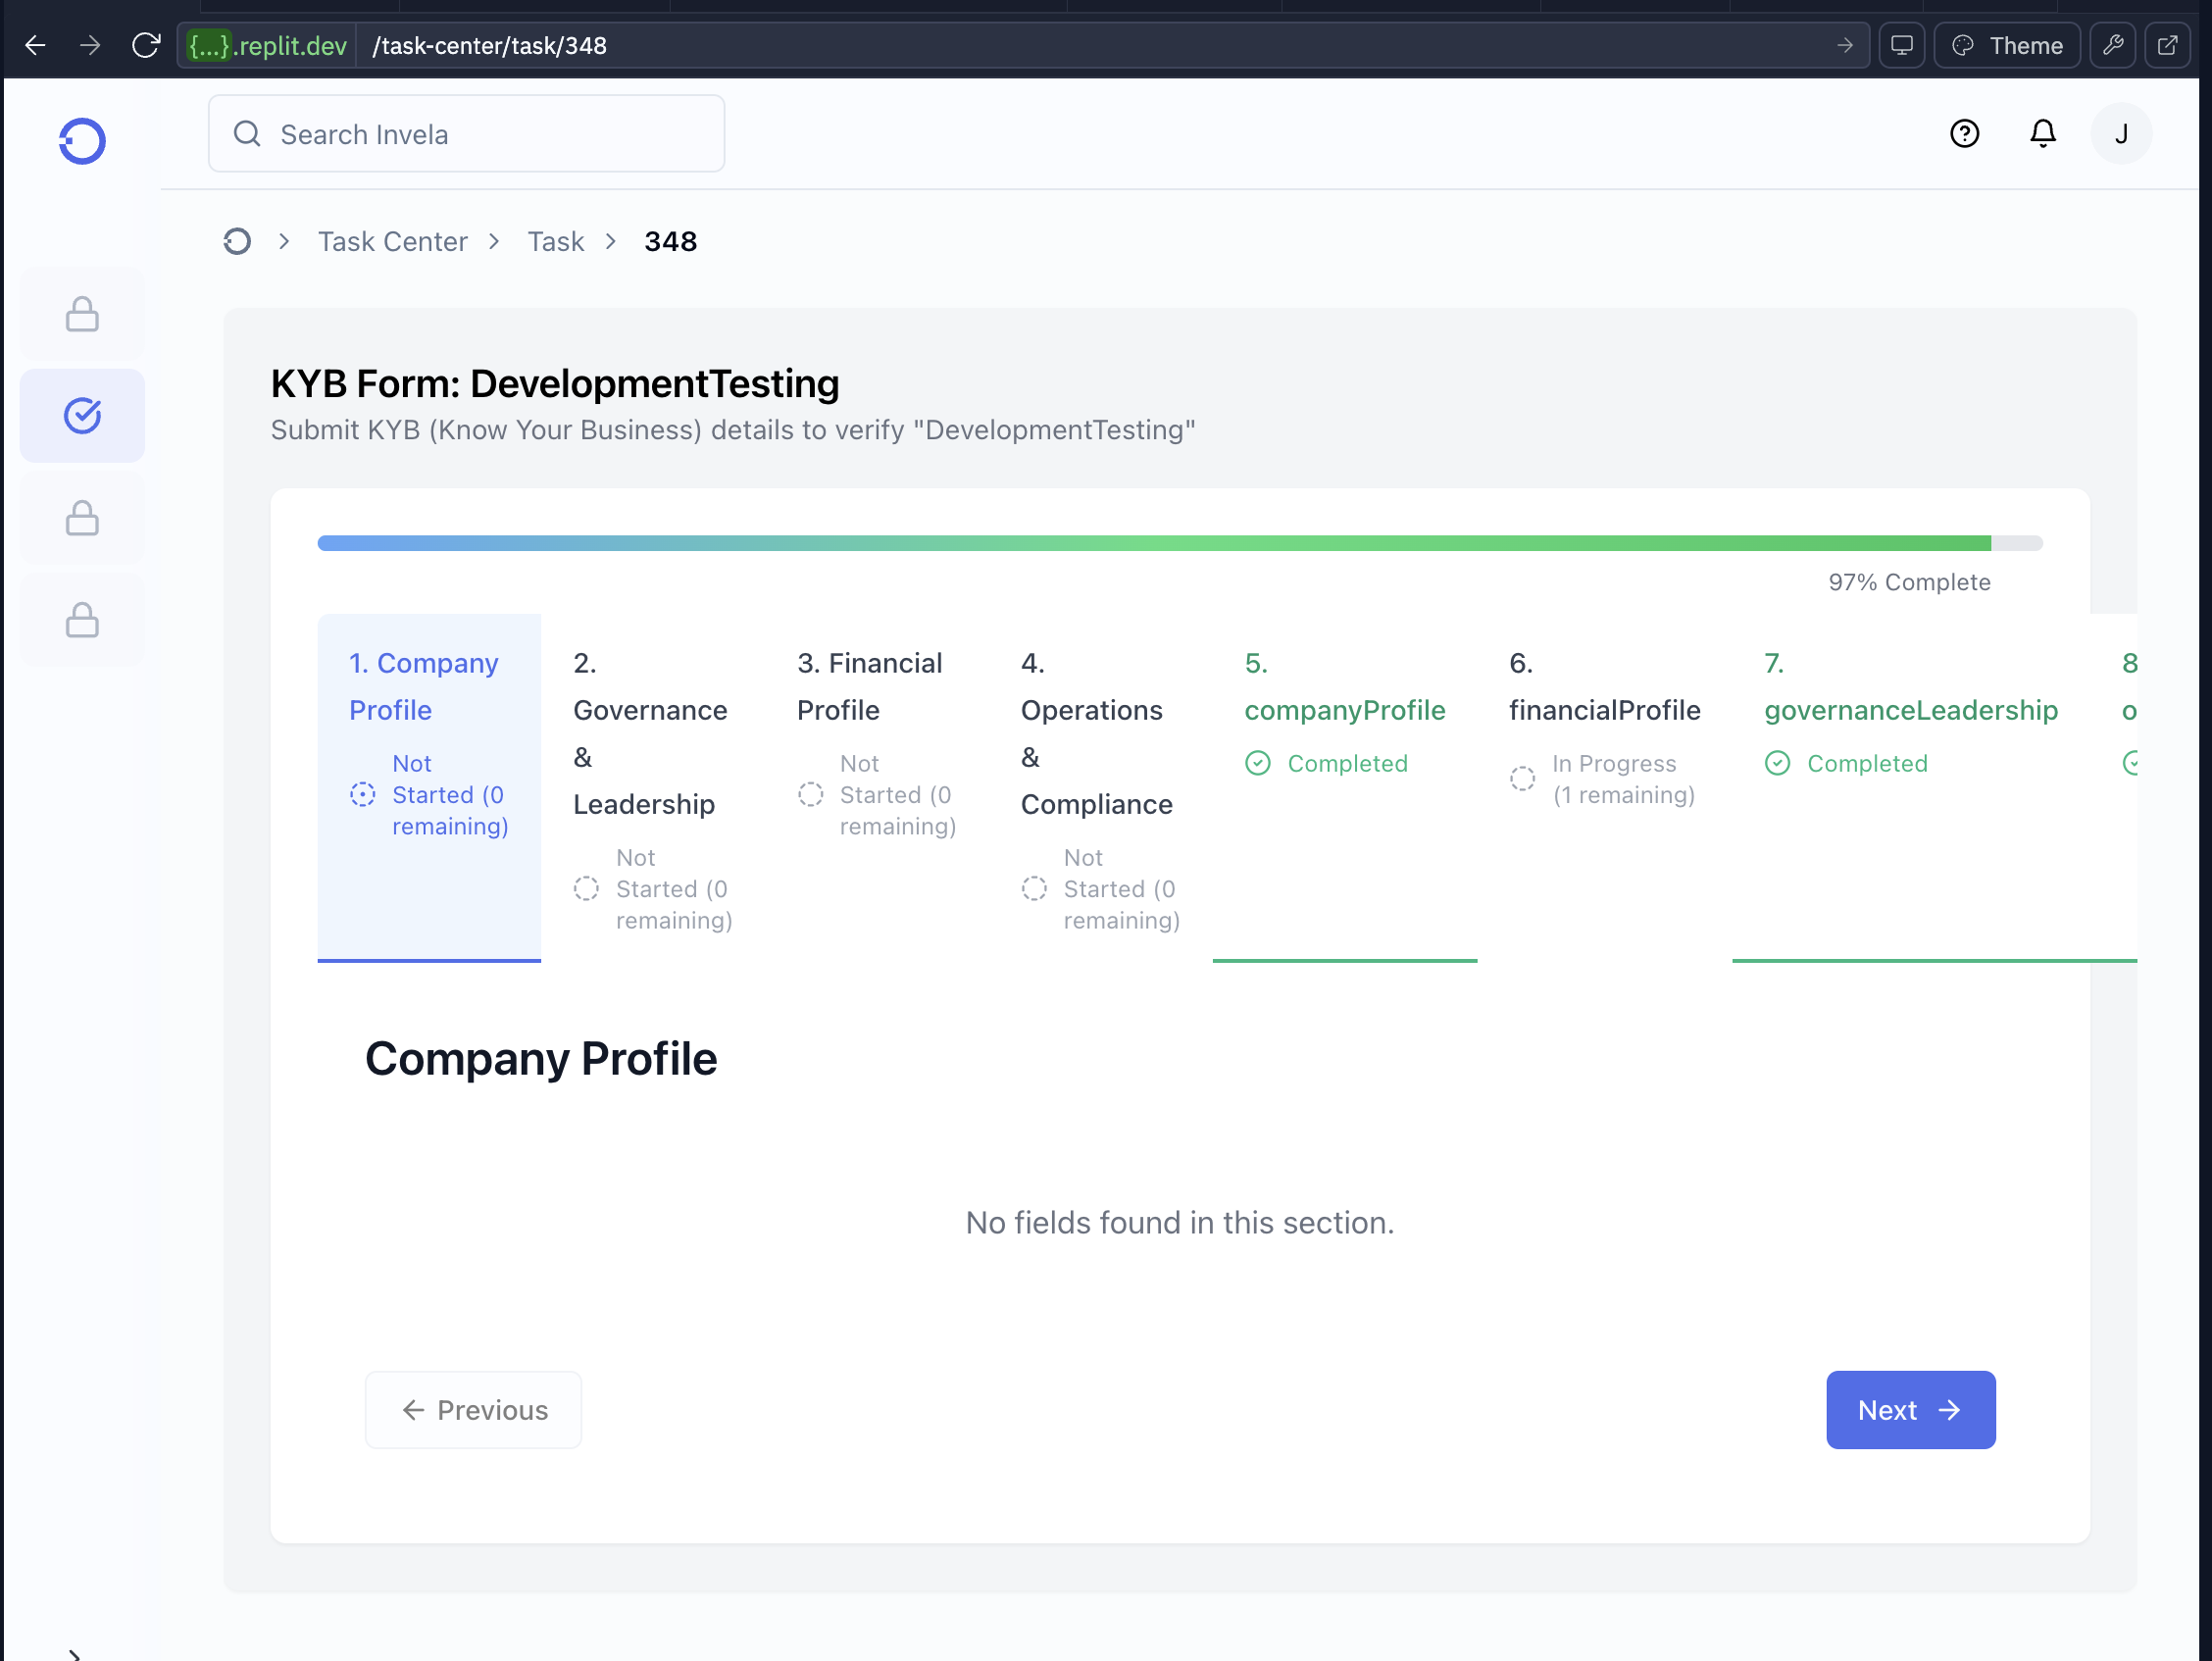 {...}.replit.dev /task-center/task/348 Theme
Search Invela
J
Task Center Task 348
KYB Form: DevelopmentTesting
Submit KYB (Know Your Business) details to verify "DevelopmentTesting"
97% Complete
1. Company
Profile
Not
Started (0
remaining)
2.
Governance
&
Leadership
Not
Started (0
remaining)
3. Financial
Profile
Not
Started (0
remaining)
4.
Operations
&
Compliance
Not
Started (0
remaining)
5.
companyProfile
Completed
6.
financialProfile
In Progress
(1 remaining)
7.
governanceLeadership
Completed
8
o
Company Profile
No fields found in this section.
Previous
Next